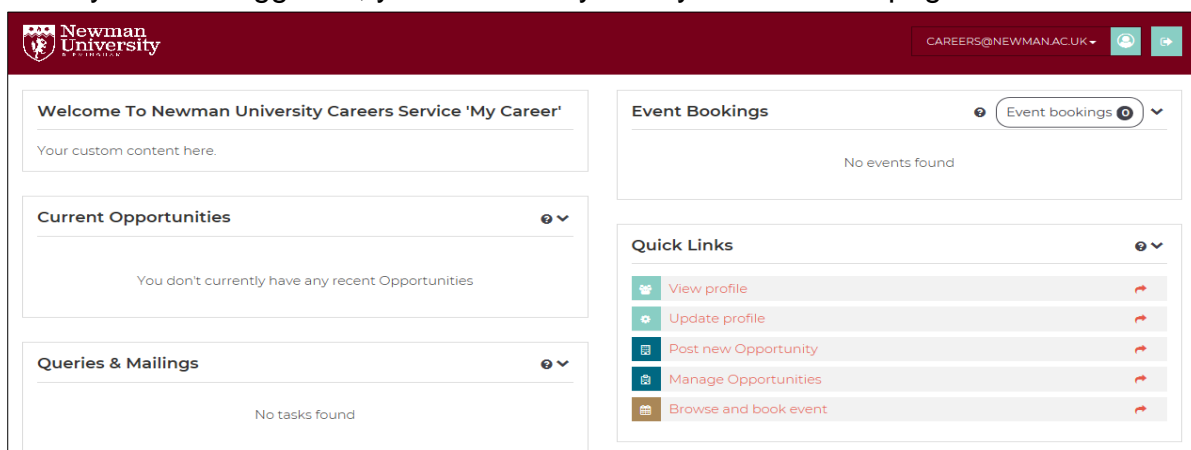 Newman
University
CAREERS@NEWMAN.AC.UK
Welcome To Newman University Careers Service 'My Career'
Your custom content here.
Current Opportunities
You don't currently have any recent Opportunities
Queries & Mailings
No tasks found
Event Bookings
Event bookings 0
No events found
Quick Links
View profile
Update profile
Post new Opportunity
Manage Opportunities
Browse and book event